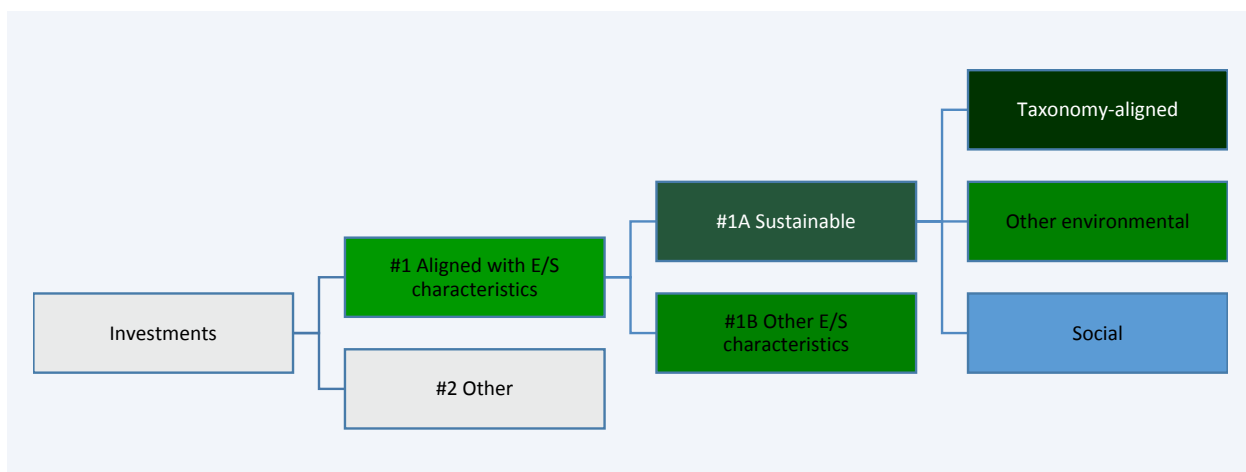 Investments
#1 Aligned with E/S
characteristics
#2 Other
#1A Sustainable
#1B Other E/S
characteristics
Taxonomy-aligned
Other environmental
Social